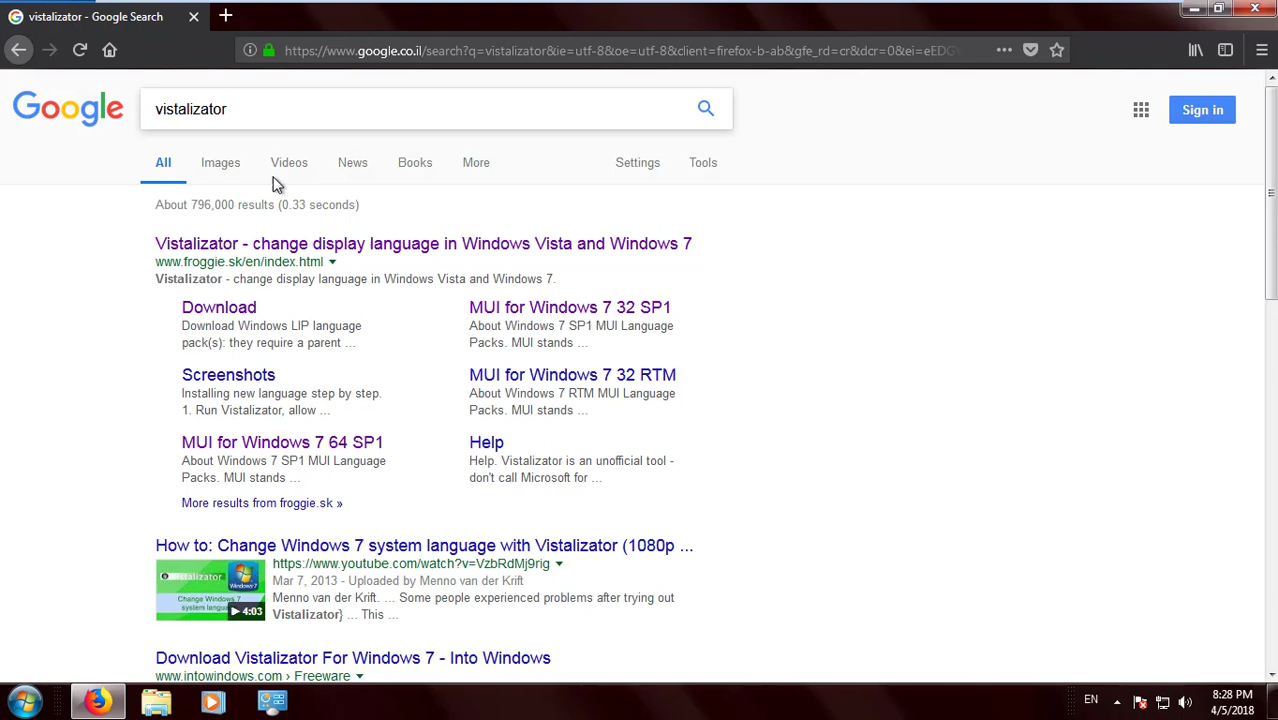 vistalizator - Google Search
https://www.google.co.il/search?q=vistalizator&ie=utf-8&oe=utf-8&client=firefox-b-ab&gfe_rd=cr&dcr=0&ei=eEDG
Google
vistalizator
Sign in
All Images Videos News Books More Settings Tools
About 796,000 results (0.33 seconds)
Vistalizator - change display language in Windows Vista and Windows 7
www.froggie.sk/en/index.html
Vistalizator - change display language in Windows Vista and Windows 7.
Download
Download Windows LIP language
pack(s): they require a parent ...
MUI for Windows 7 32 SP1
About Windows 7 SP1 MUI Language
Packs. MUI stands ...
Screenshots
Installing new language step by step.
1. Run Vistalizator, allow ...
MUI for Windows 7 32 RTM
About Windows 7 RTM MUI Language
Packs. MUI stands ...
MUI for Windows 7 64 SP1
About Windows 7 SP1 MUI Language
Packs. MUI stands ...
Help
Help. Vistalizator is an unofficial tool -
don't call Microsoft for ...
More results from froggie.sk »
How to: Change Windows 7 system language with Vistalizator (1080p ...
https://www.youtube.com/watch?v=VzbRdMj9rig
Mar 7, 2013 - Uploaded by Menno van der Krift
Menno van der Krift. ... Some people experienced problems after trying out
Vistalizator} ... This ...
vistalizator
Windows 7
Change Windows 7
system langu
4:03
Download Vistalizator For Windows 7 - Into Windows
www.intowindows.com › Freeware
EN
8:28 PM
4/5/2018